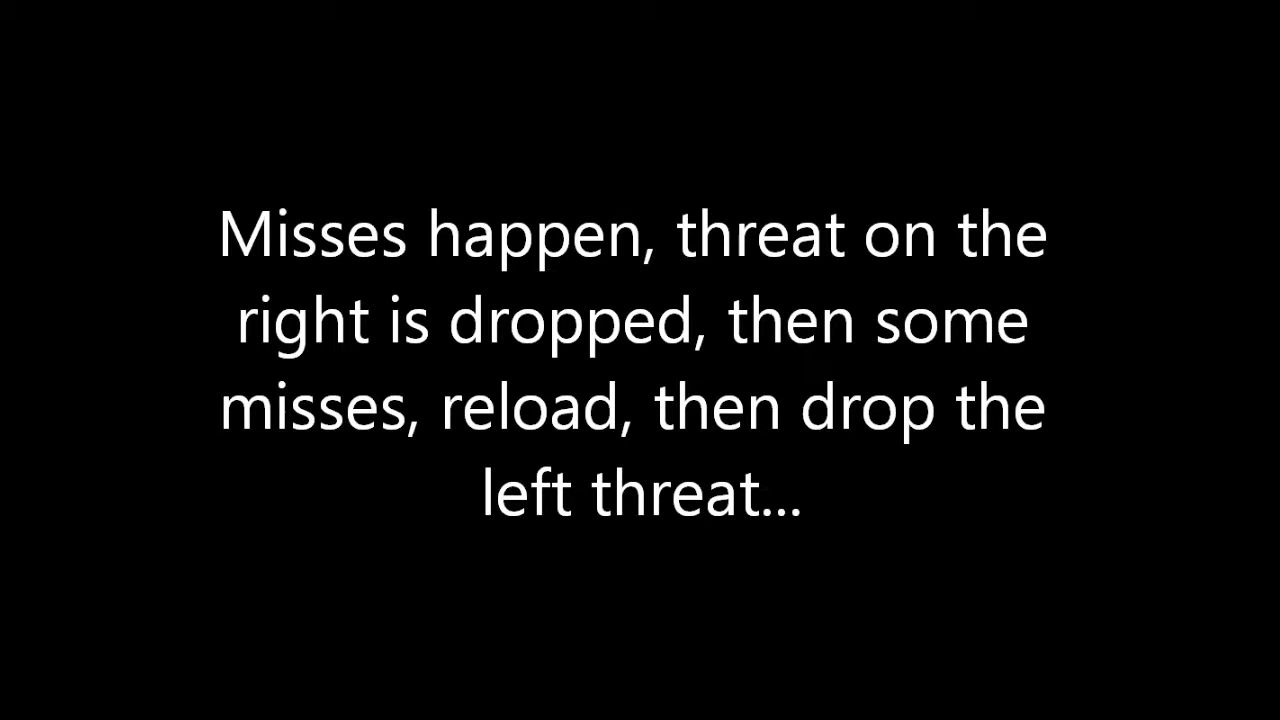 Misses happen, threat on the
right is dropped, then some
misses, reload, then drop the
left threat...